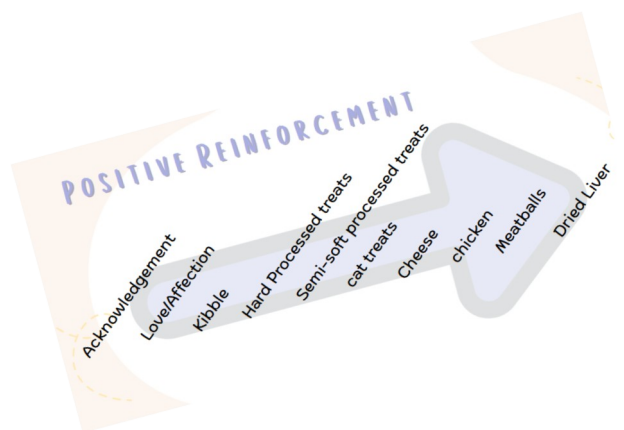 POSITIVE REINFORCEMENT
Acknowledgement
Love/Affection
Kibble
Hard Processed treats
Semi-soft processed treats
cat treats
Cheese
chicken
Meatballs
Dried Liver